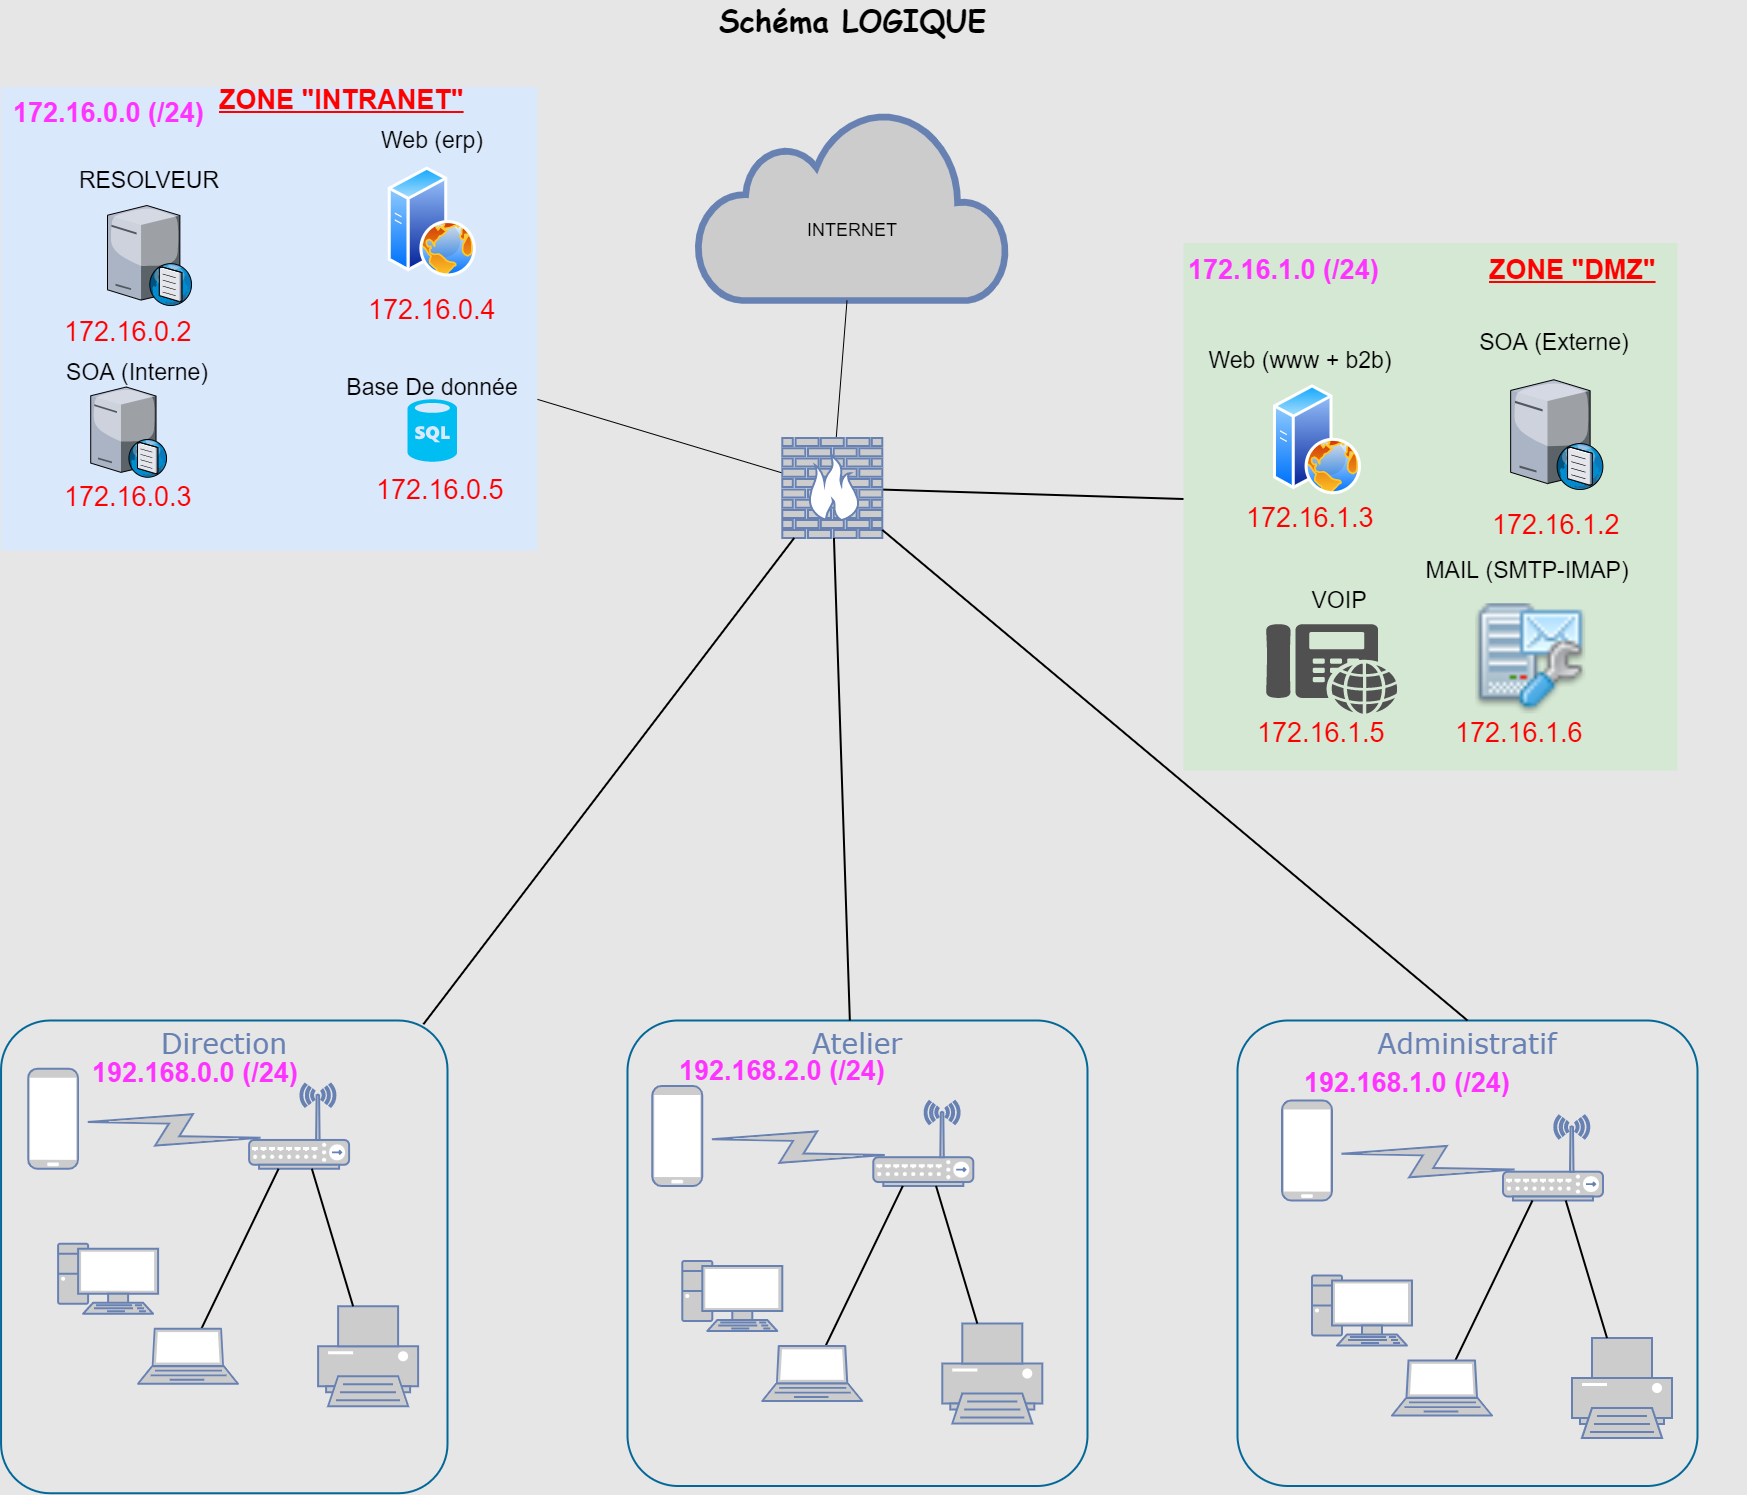 Schéma LOGIQUE
172.16.0.0 (/24)
ZONE "INTRANET"
Web (erp)
RESOLVEUR
172.16.0.4
172.16.0.2
SOA (Interne)
Base De donnée
SQL
172.16.0.5
172.16.0.3
INTERNET
172.16.1.0 (/24)
ZONE "DMZ"
SOA (Externe)
Web (www + b2b)
172.16.1.3
172.16.1.2
MAIL (SMTP-IMAP)
VOIP
172.16.1.5
172.16.1.6
Direction
192.168.0.0 (/24)
Atelier
192.168.2.0 (/24)
Administratif
192.168.1.0 (/24)